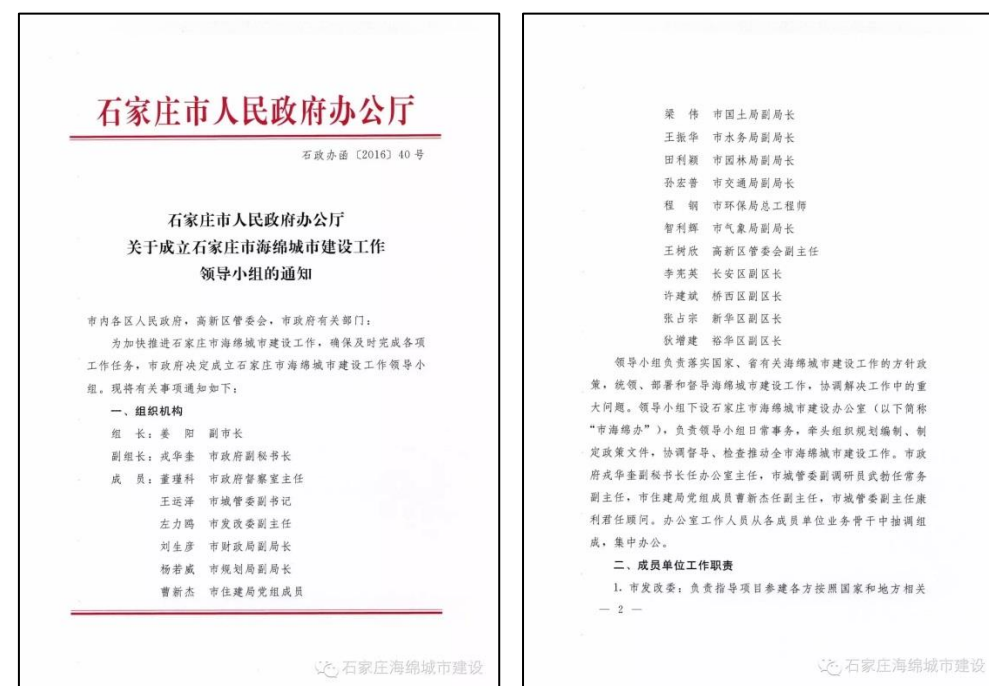 石家庄市人民政府办公厅
石政办函〔2016〕40 号
石家庄市人民政府办公厅
关于成立石家庄市海绵城市建设工作
领导小组的通知
市内各区人民政府，高新区管委会，市政府有关部门：
为加快推进石家庄市海绵城市建设工作，确保及时完成各项
工作任务，市政府决定成立石家庄市海绵城市建设工作领导小
组。现将有关事项通知如下：
一、组织机构
组 长：姜 阳 副市长
副组长：戎华奎 市政府副秘书长
成 员：董瑾科 市政府督察室主任
王运泽 市城管委副书记
左力鸥 市发改委副主任
刘生彦 市财政局副局长
杨若威 市规划局副局长
曹新杰 市住建局党组成员
石家庄海绵城市建设
梁 伟 市国土局副局长
王振华 市水务局副局长
田利颖 市园林局副局长
孙宏普 市交通局副局长
程 钢 市环保局总工程师
智利辉 市气象局副局长
王树欣 高新区管委会副主任
李宪英 长安区副区长
许建斌 桥西区副区长
张占宗 新华区副区长
狄增建 裕华区副区长
领导小组负责落实国家、省有关海绵城市建设工作的方针政
策，统领、部署和督导海绵城市建设工作，协调解决工作中的重
大问题。领导小组下设石家庄市海绵城市建设办公室（以下简称
“市海绵办”），负责领导小组日常事务，牵头组织规划编制、制
定政策文件，协调督导、检查推动全市海绵城市建设工作。市政
府戎华奎副秘书长任办公室主任，市城管委副调研员武勃任常务
副主任，市住建局党组成员曹新杰任副主任，市城管委副主任康
利君任顾问。办公室工作人员从各成员单位业务骨干中抽调组
成，集中办公。
二、成员单位工作职责
1. 市发改委：负责指导项目参建各方按照国家和地方相关
— 2 —
石家庄海绵城市建设